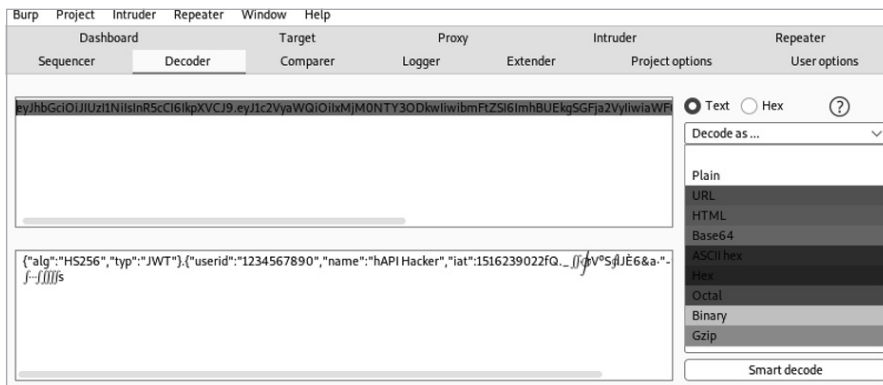 Burp Project Intruder Repeater Window Help
Dashboard Target Proxy Intruder Repeater
Sequencer Decoder Comparer Logger Extender Project options User options
eyJhbGciOiJIUzI1NiIsInR5cCI6IkpXVCJ9.eyJ1c2VyaWQiOiIxMjM0NTY3ODkwIiwibmFtZSI6ImhBUEkgSGFja2VyIiwiaWF
Text Hex ?
Decode as ...
Plain
URL
HTML
Base64
ASCII hex
Hex
Octal
Binary
Gzip
{"alg":"HS256","typ":"JWT"}.{"userid":"1234567890","name":"hAPI Hacker","iat":1516239022fQ._
Smart decode